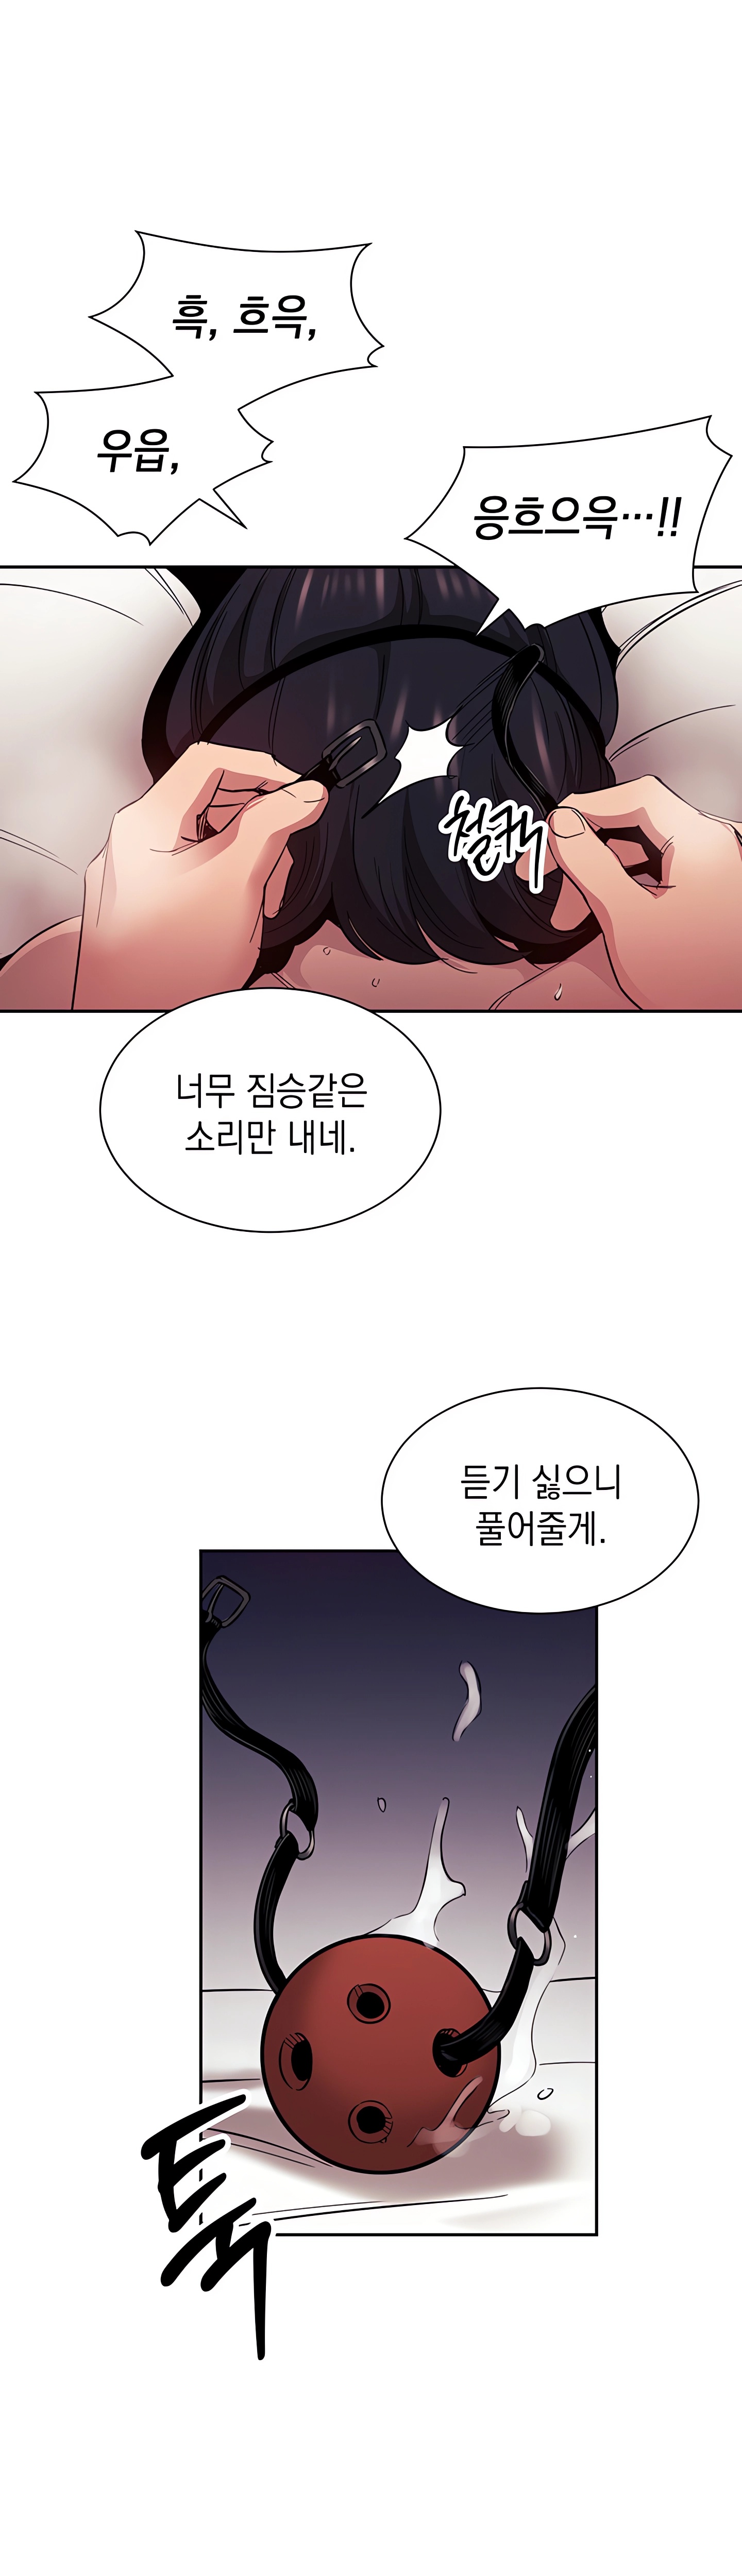 흑, 흐윽,
우읍,
응흐으윽…!!
철컥
너무 짐승같은
소리만 내네.
듣기 싫으니
풀어줄게.
툭